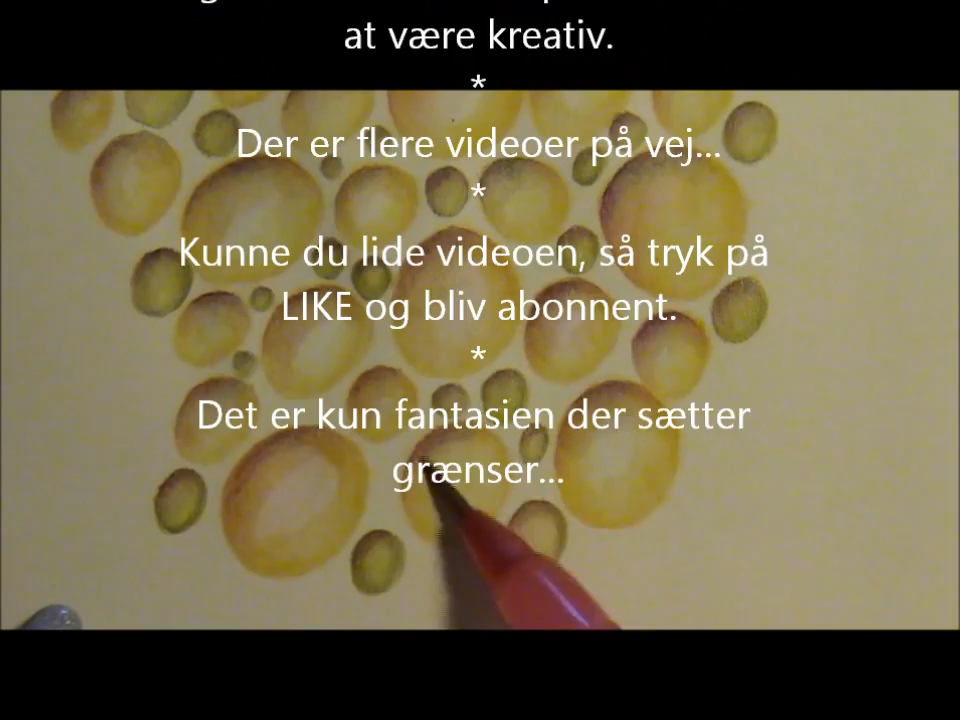 at være kreativ.
*
Der er flere videoer på vej...
*
Kunne du lide videoen, så tryk på
LIKE og bliv abonnent.
*
Det er kun fantasien der sætter
grænser...